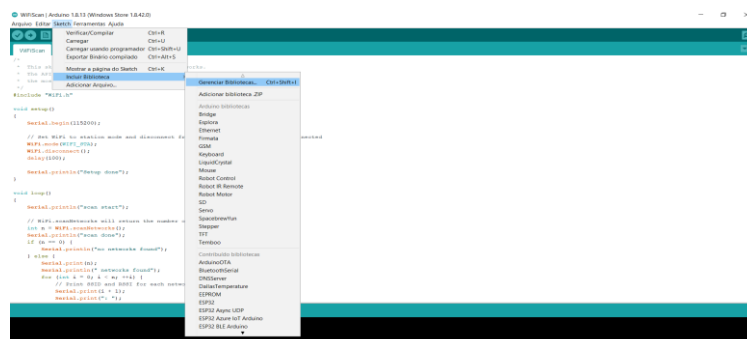 WiFiScan | Arduino 1.8.13 (Windows Store 1.8.42.0)
Arquivo Editar Sketch Ferramentas Ajuda
Verificar/Compilar Ctrl+R
Carregar Ctrl+U
Carregar usando programador Ctrl+Shift+U
Exportar Binário compilado Ctrl+Alt+S
Mostrar a página do Sketch Ctrl+K
Incluir Biblioteca
Adicionar Arquivo...
Gerenciar Bibliotecas... Ctrl+Shift+I
Adicionar biblioteca .ZIP
Arduino bibliotecas
Bridge
Esplora
Ethernet
Firmata
GSM
Keyboard
LiquidCrystal
Mouse
Robot Control
Robot IR Remote
Robot Motor
SD
Servo
SpacebrewYun
Stepper
TFT
Temboo
Contribuído bibliotecas
ArduinoOTA
BluetoothSerial
DNSServer
DallasTemperature
EEPROM
ESP32
ESP32 Async UDP
ESP32 Azure IoT Arduino
ESP32 BLE Arduino
WiFiScan
/*
* This sk
* The
* the
*/
#include "WiFi.h"
void setup()
{
Serial.begin(115200);
// Set WiFi to station mode and disconnect
WiFi.mode(WIFI_STA);
WiFi.disconnect();
delay(100);
Serial.println("Setup done");
}
void loop()
{
Serial.println("scan start");
// WiFi.scanNetworks will return the number
int n = WiFi.scanNetworks();
Serial.println("scan done");
if (n == 0) {
Serial.println("no networks found");
} else {
Serial.print(n);
Serial.println(" networks found");
for (int i = 0; i < n; ++i) {
// Print SSID and RSSI for each
Serial.print(i + 1);
Serial.print(": ");